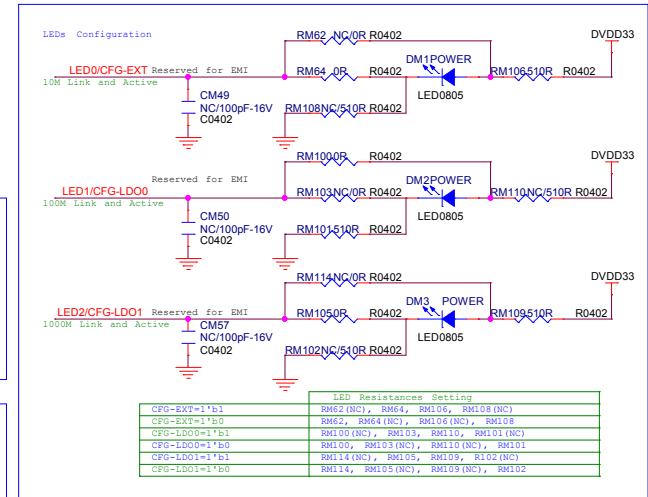 LEDs Configuration
RM62 NC/0R R0402
DVDD33
DM1POWER
LED0/CFG-EXT Reserved for EMI
RM64 0R R0402
RM106510R R0402
10M Link and Active
LED0805
CM49
NC/100pF-16V
C0402
RM108NC/510R R0402
RM1000R R0402
DVDD33
Reserved for EMI
DM2POWER
LED1/CFG-LDO0
RM103NC/0R R0402
RM110NC/510R R0402
100M Link and Active
LED0805
CM50
NC/100pF-16V
C0402
RM101510R R0402
RM114NC/0R R0402
DVDD33
DM3 POWER
LED2/CFG-LDO1 Reserved for EMI
RM1050R R0402
RM109510R R0402
1000M Link and Active
LED0805
CM57
NC/100pF-16V
C0402
RM102NC/510R R0402
LED Resistances Setting
CFG-EXT=1'b1 RM62(NC), RM64, RM106, RM108(NC)
CFG-EXT=1'b0 RM62, RM64(NC), RM106(NC), RM108
CFG-LDO0=1'b1 RM100(NC), RM103, RM110, RM101(NC)
CFG-LDO0=1'b0 RM100, RM103(NC), RM110(NC), RM101
CFG-LDO1=1'b1 RM114(NC), RM105, RM109, R102(NC)
CFG-LDO1=1'b0 RM114, RM105(NC), RM109(NC), RM102